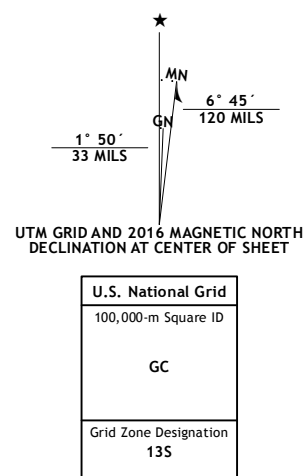 ★
MN
6° 45´
120 MILS
GN
1° 50´
33 MILS
UTM GRID AND 2016 MAGNETIC NORTH
DECLINATION AT CENTER OF SHEET
U.S. National Grid
100,000-m Square ID
GC
Grid Zone Designation
13S